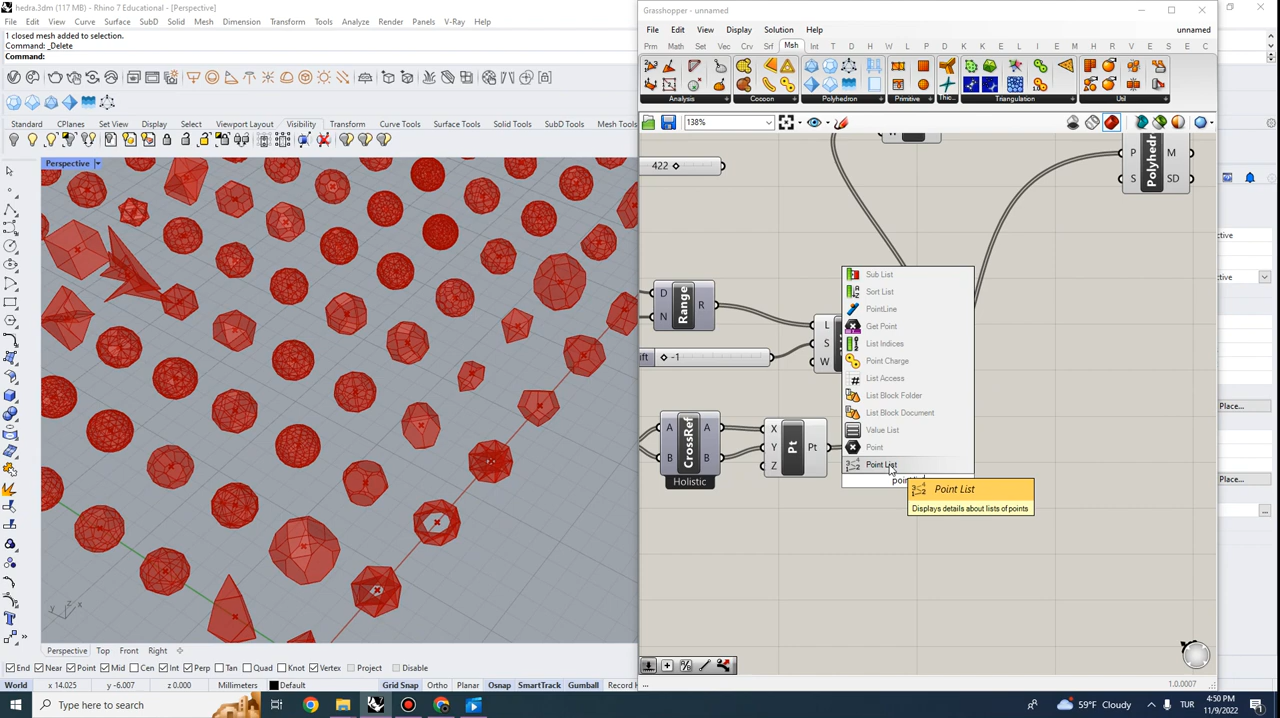 hedra.3dm (117 MB) - Rhino 7 Educational - [Perspective]
File Edit View Curve Surface SubD Solid Mesh Dimension Transform Tools Analyze Render Panels V-Ray Help
1 closed mesh added to selection.
Command: _Delete
Command:
Standard CPlanes Set View Display Select Viewport Layout Visibility Transform Curve Tools Surface Tools Solid Tools SubD Tools Mesh Tools
Perspective
y z x
Perspective Top Front Right
End Near Point Mid Cen Int Perp Tan Quad Knot Vertex Project Disable
World x 14.025 y -6.007 z 0.000 Millimeters Default Grid Snap Ortho Planar Osnap SmartTrack Gumball Record H
Grasshopper - unnamed
File Edit View Display Solution Help unnamed
Prm Math Set Vec Crv Srf Msh Int T D H W L P D K K L K I E M H R V E S E C
Analysis Cocoon Polyhedron Primitive Thic... Triangulation Util
138%
422
P S Polyhedr M SD
D N Range R
ift -1
L S W
A B CrossRef A B
Holistic
X Y Z Pt Pt
Sub List
Sort List
PointLine
Get Point
List Indices
Point Charge
List Access
List Block Folder
List Block Document
Value List
Point
Point List
Point List
Displays details about lists of points
1.0.0007
ective
Place...
Place...
Type here to search
59°F Cloudy TUR 4:50 PM
11/9/2022